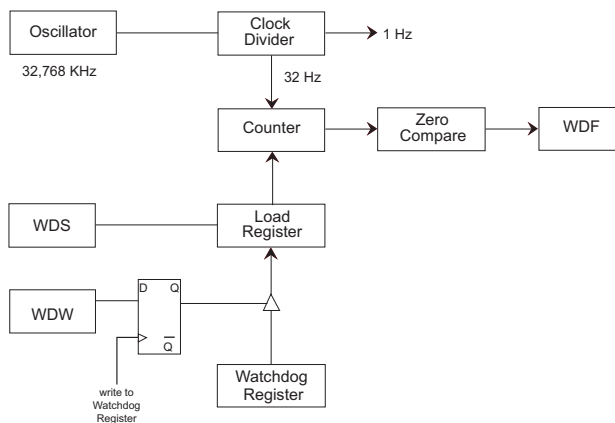 Oscillator
Clock
Divider
1 Hz
32,768 KHz
32 Hz
Counter
Zero
Compare
WDF
WDS
Load
Register
WDW
D Q
Q
write to
Watchdog
Register
Watchdog
Register